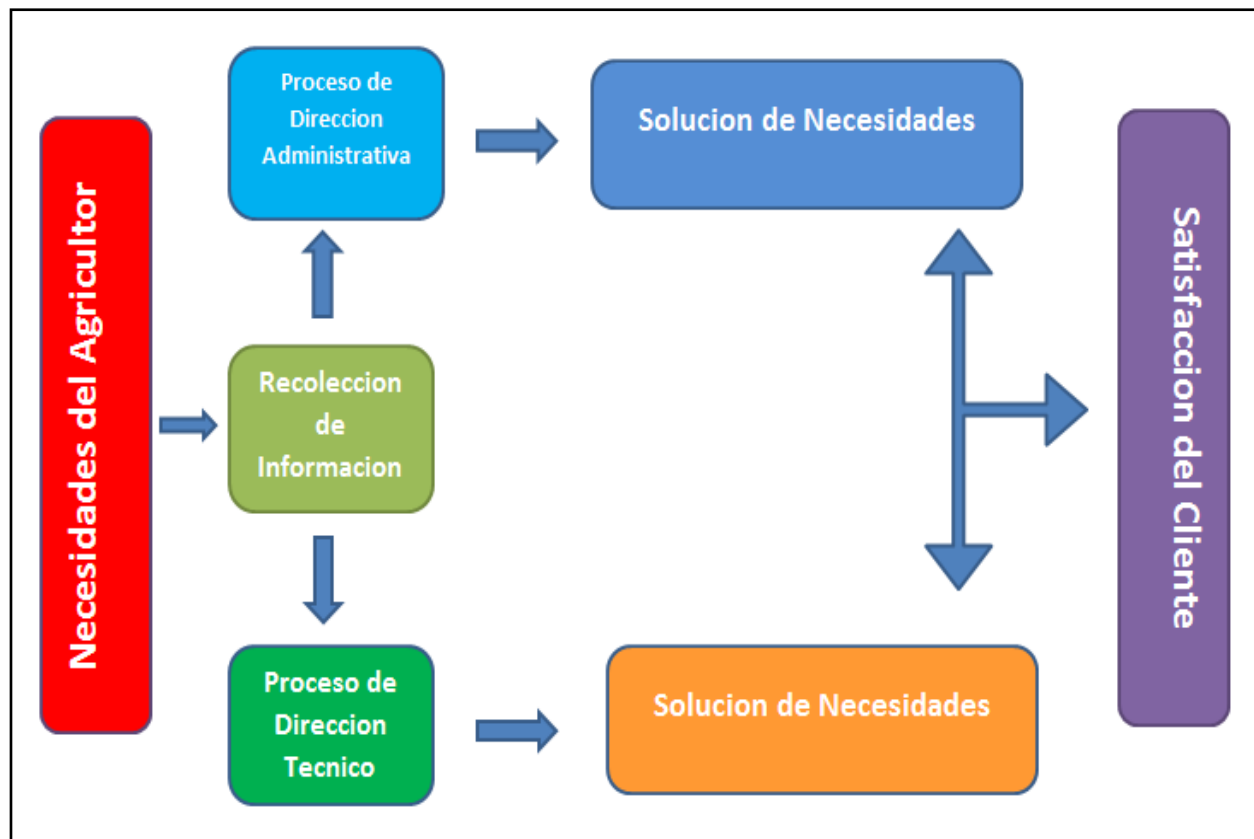 Necesidades del Agricultor
Proceso de
Direccion
Administrativa
Solucion de Necesidades
Recoleccion
de
Informacion
Proceso de
Direccion
Tecnico
Solucion de Necesidades
Satisfaccion del Cliente